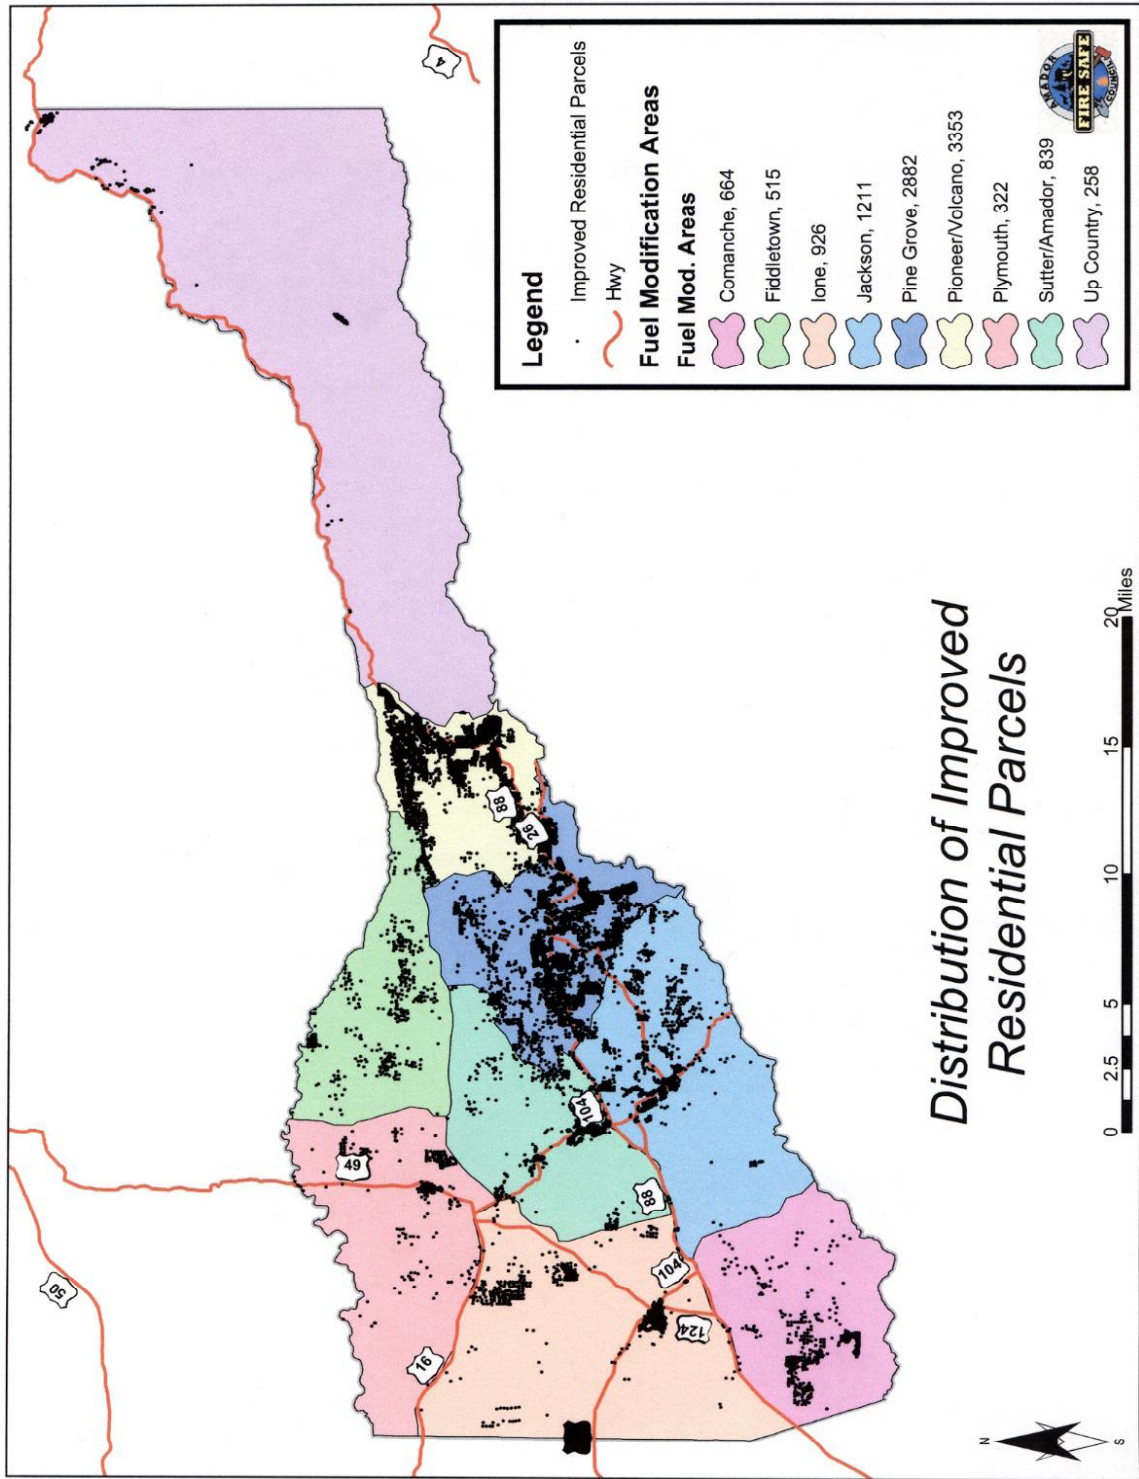 50
49
16
88
26
104
88
104
124
4
Distribution of Improved
Residential Parcels
0
2.5
5
10
15
20
Miles
N
S
Legend
Improved Residential Parcels
Hwy
Fuel Modification Areas
Fuel Mod. Areas
Comanche, 664
Fiddletown, 515
Ione, 926
Jackson, 1211
Pine Grove, 2882
Pioneer/Volcano, 3353
Plymouth, 322
Sutter/Amador, 839
Up Country, 258
AMADOR
FIRE SAFE
COUNCIL